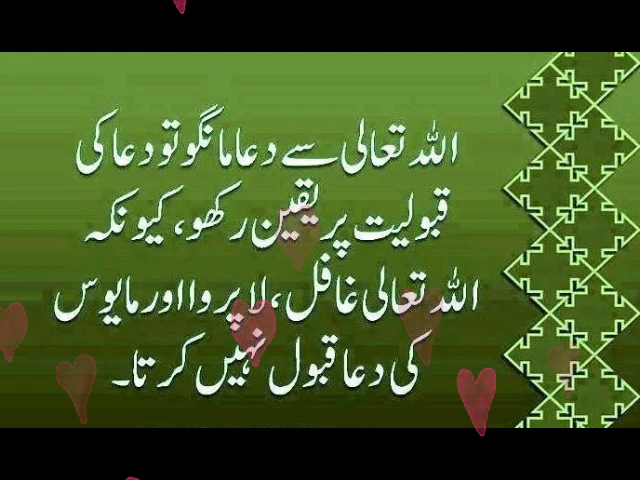 اللہ تعالی سے دعا مانگو تو دعا کی
قبولیت پر یقین رکھو، کیونکہ
اللہ تعالی غافل، لاپروا اور مایوس
کی دعا قبول نہیں کرتا۔